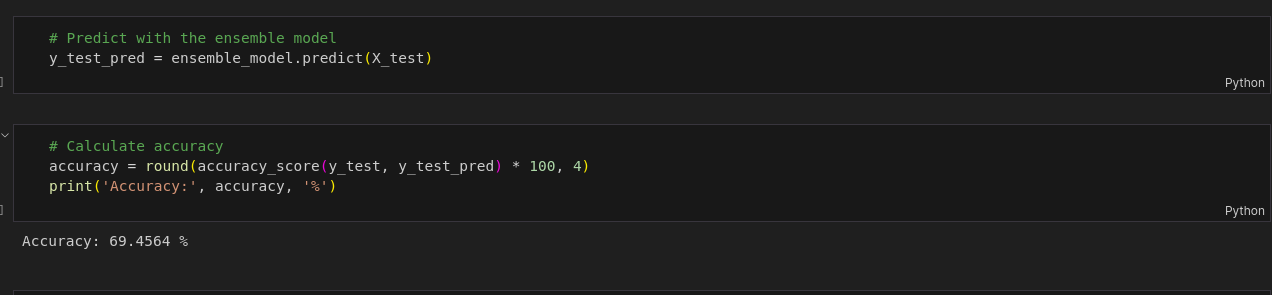 # Predict with the ensemble model
y_test_pred = ensemble_model.predict(X_test)
]
Python
# Calculate accuracy
accuracy = round(accuracy_score(y_test, y_test_pred) * 100, 4)
print('Accuracy:', accuracy, '%')
]
Python
Accuracy: 69.4564 %